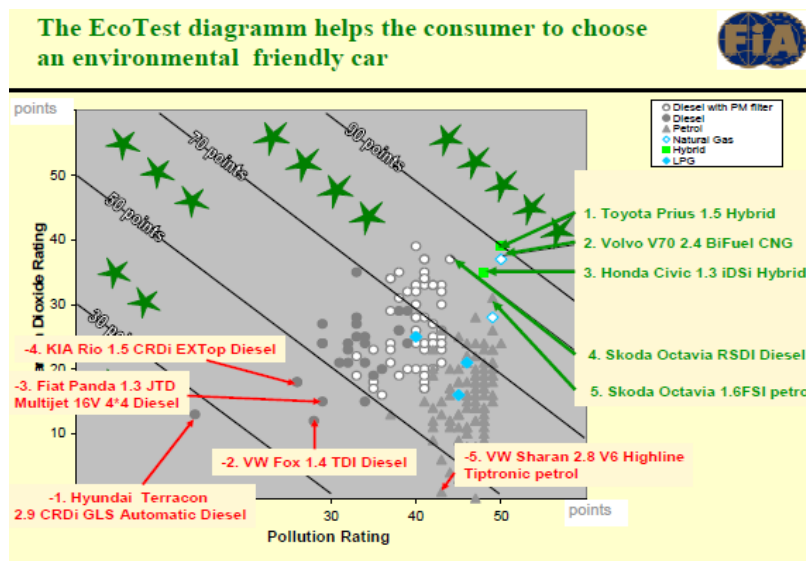 The EcoTest diagramm helps the consumer to choose
an environmental friendly car
FiA
points
Diesel with PM filter
Diesel
Petrol
Natural Gas
Hybrid
LPG
90 points
70 points
50 points
30
50
40
30
10
Dioxide Rating
1. Toyota Prius 1.5 Hybrid
2. Volvo V70 2.4 BiFuel CNG
3. Honda Civic 1.3 iDSi Hybrid
4. Skoda Octavia RSDI Diesel
5. Skoda Octavia 1.6FSI petro
-4. KIA Rio 1.5 CRDi EXTop Diesel
-3. Fiat Panda 1.3 JTD
Multijet 16V 4*4 Diesel
-2. VW Fox 1.4 TDI Diesel
-5. VW Sharan 2.8 V6 Highline
Tiptronic petrol
-1. Hyundai Terracon
2.9 CRDi GLS Automatic Diesel
30
40
50
points
Pollution Rating